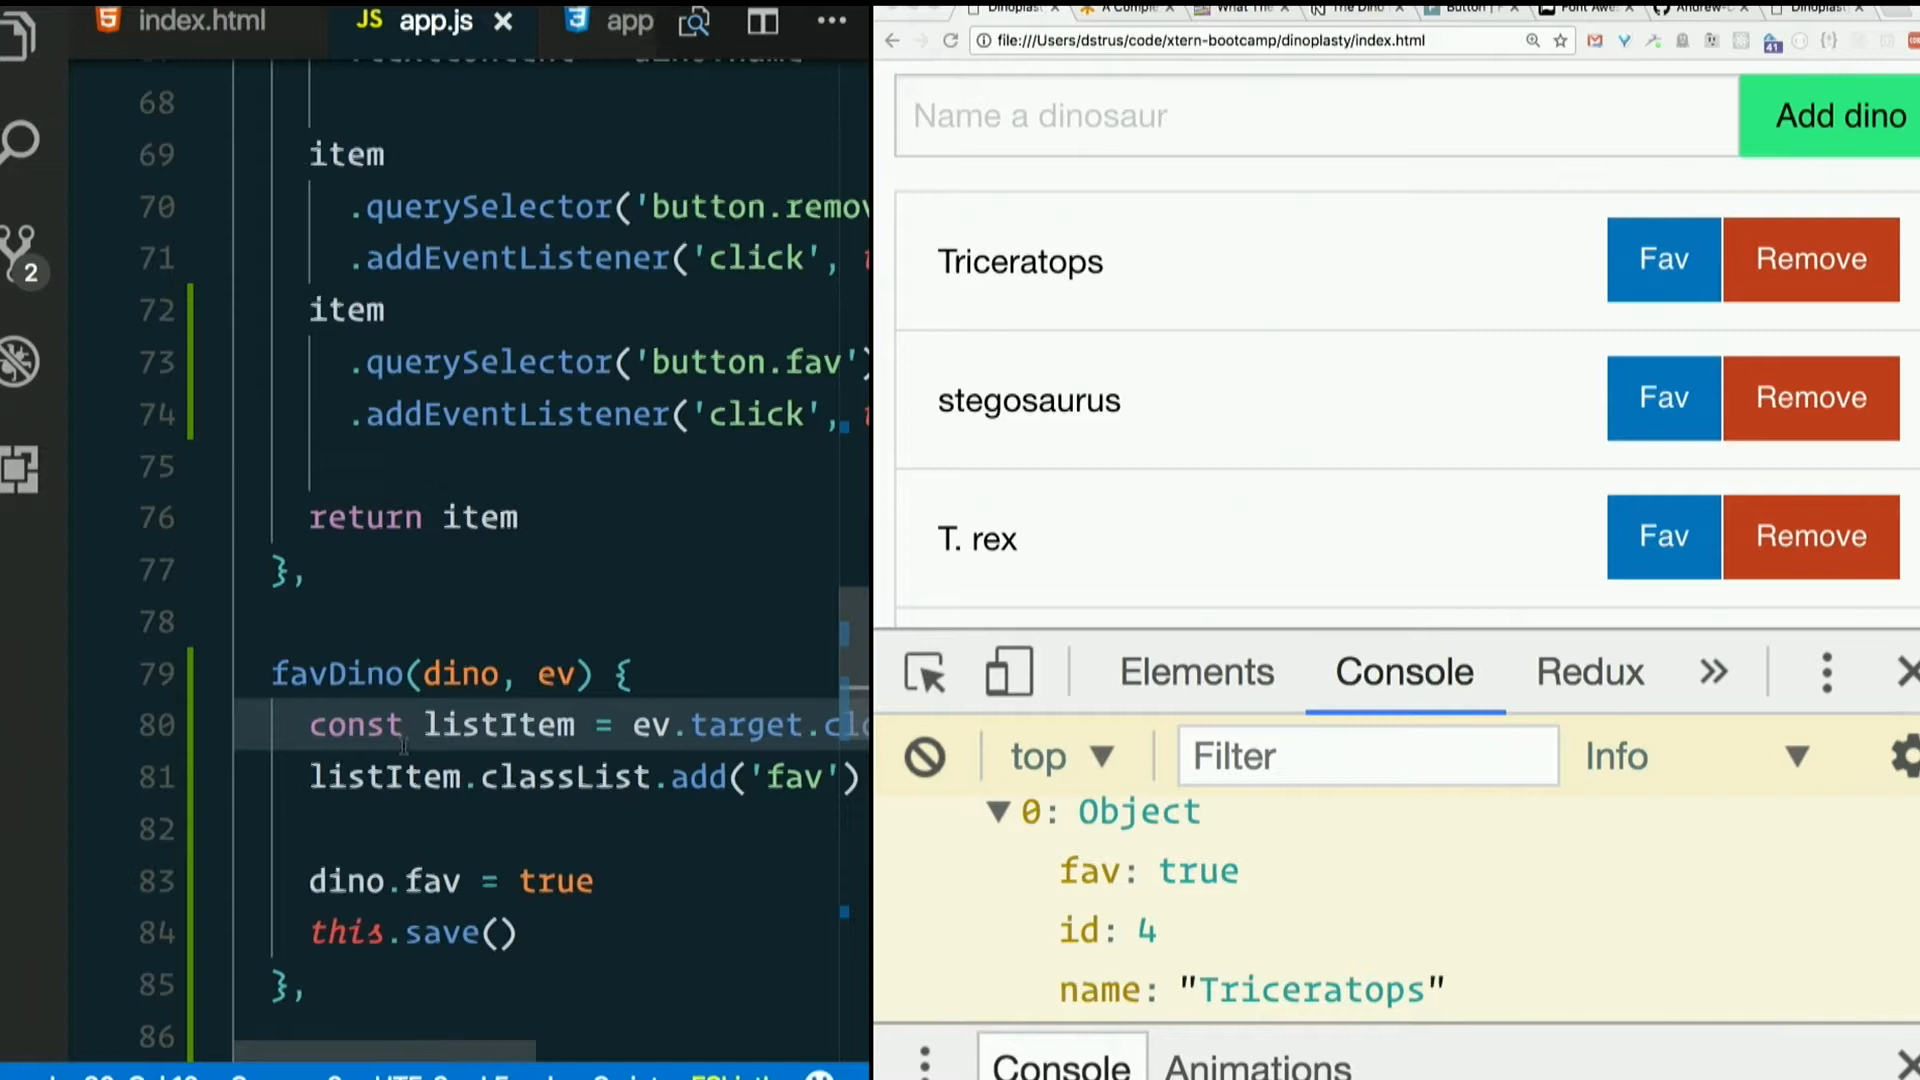 index.html
JS app.js
app
68
69 item
70 .querySelector('button.remov
71 .addEventListener('click',
72 item
73 .querySelector('button.fav')
74 .addEventListener('click',
75
76 return item
77 },
78
79 favDino(dino, ev) {
80 const listItem = ev.target.clo
81 listItem.classList.add('fav')
82
83 dino.fav = true
84 this.save()
85 },
86
2
file:///Users/dstrus/code/xtern-bootcamp/dinoplasty/index.html
41
Name a dinosaur
Add dino
Triceratops
Fav
Remove
stegosaurus
Fav
Remove
T. rex
Fav
Remove
Elements
Console
Redux
top
Filter
Info
0: Object
fav: true
id: 4
name: "Triceratops"
Console
Animations